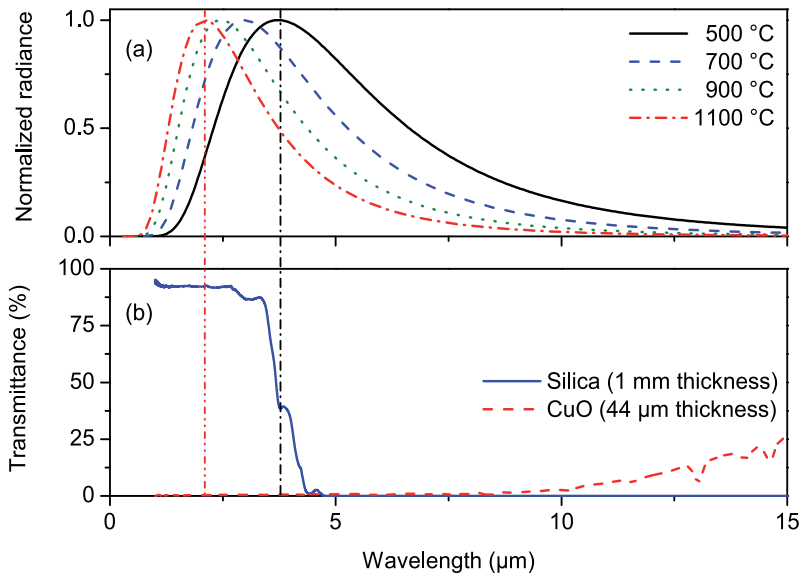 1.0
0.5
0.0
Normalized radiance
(a)
500 °C
700 °C
900 °C
1100 °C
100
75
50
25
0
Transmittance (%)
(b)
Silica (1 mm thickness)
CuO (44 µm thickness)
0
5
10
15
Wavelength (µm)